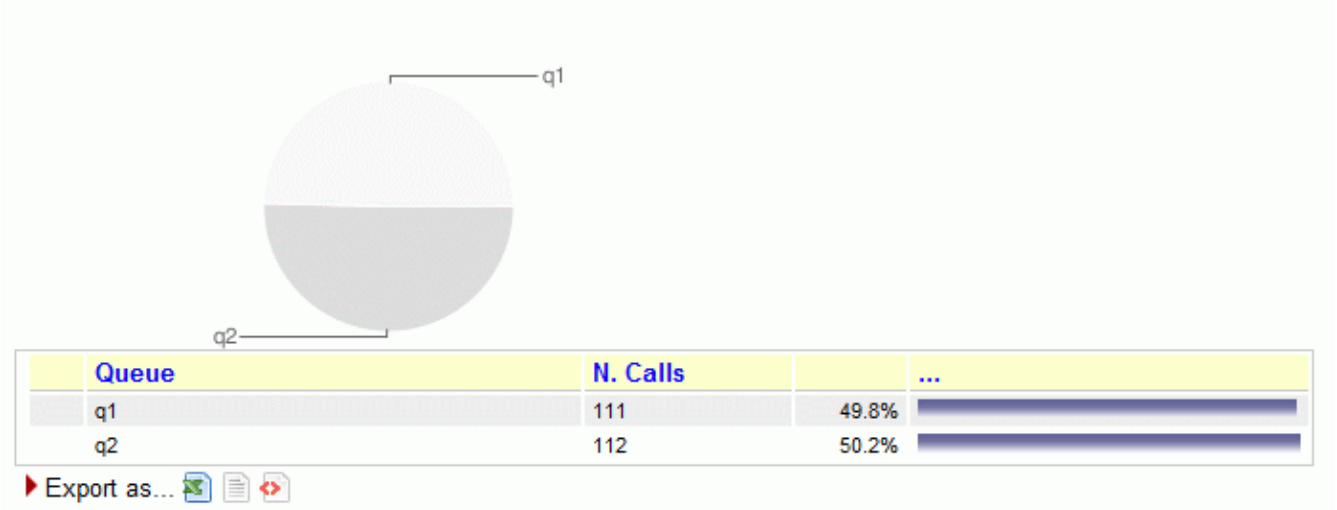 q1
q2
Queue N. Calls ...
q1 111 49.8%
q2 112 50.2%
Export as...